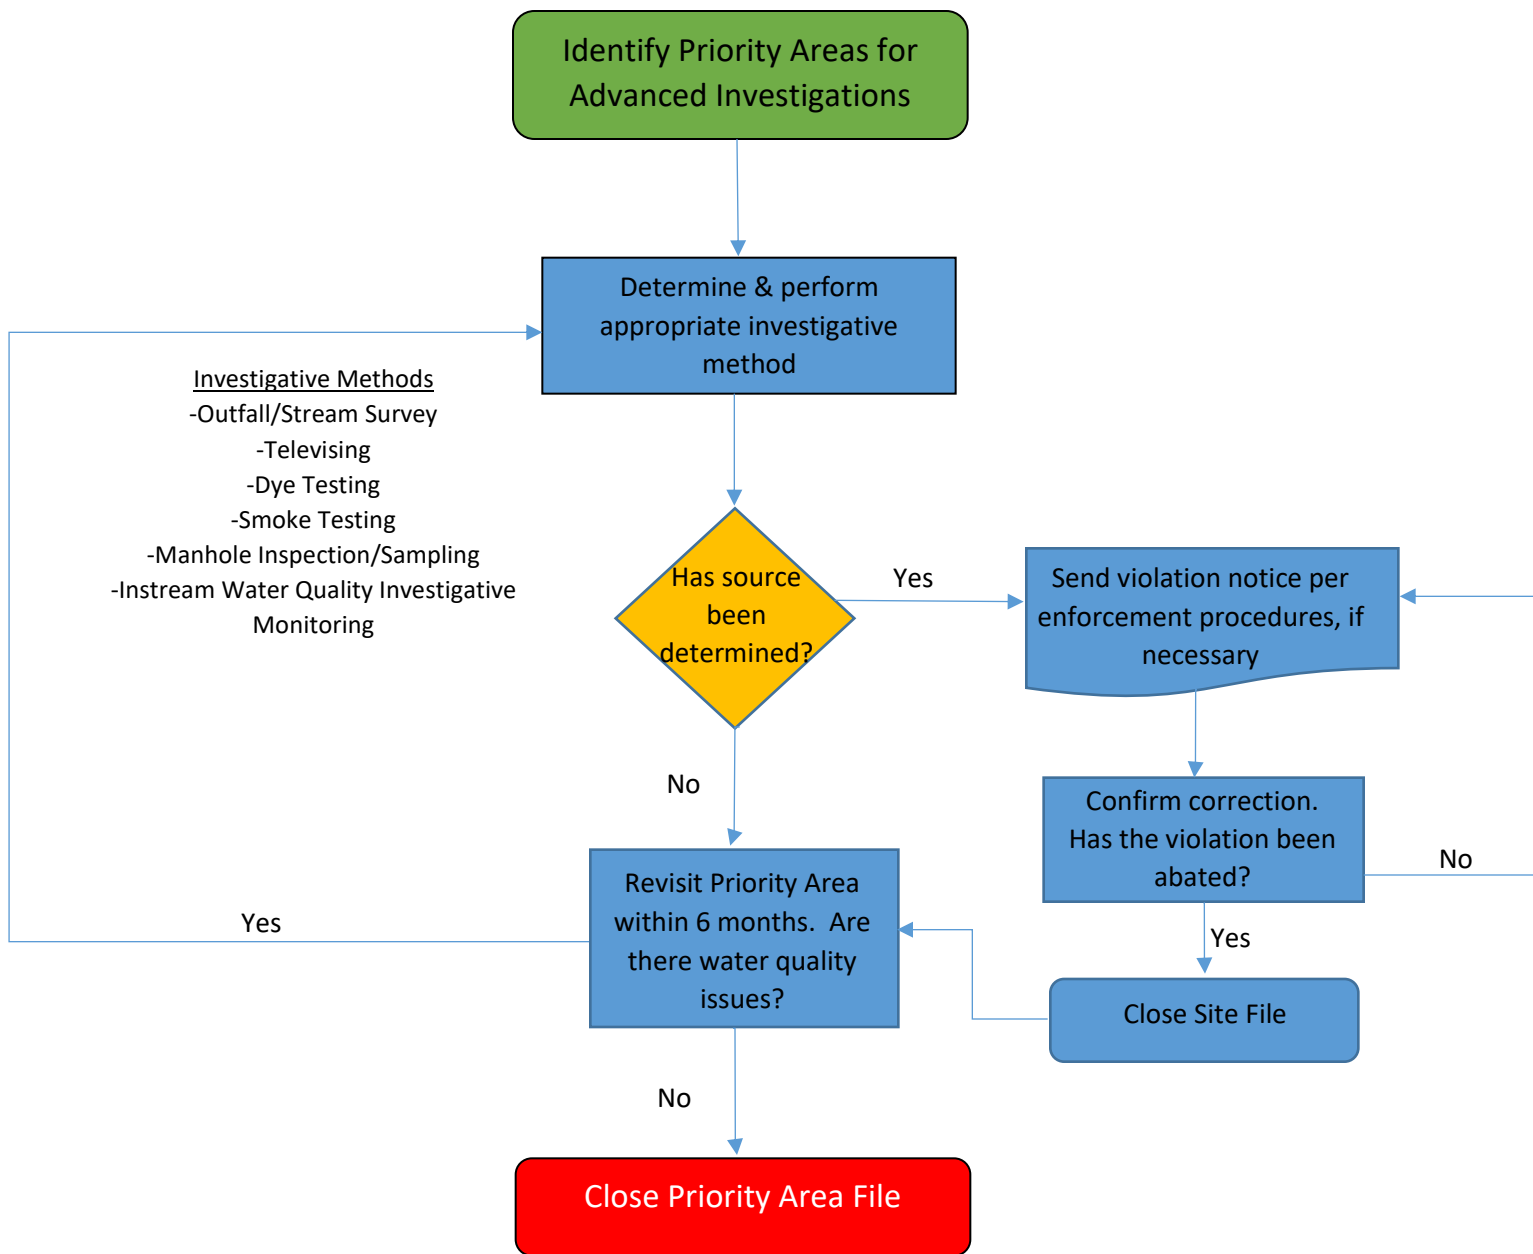 Identify Priority Areas for
Advanced Investigations
Determine & perform
appropriate investigative
method
Investigative Methods
-Outfall/Stream Survey
-Televising
-Dye Testing
-Smoke Testing
-Manhole Inspection/Sampling
-Instream Water Quality Investigative
Monitoring
Has source
been
determined?
Yes
Send violation notice per
enforcement procedures, if
necessary
No
Confirm correction.
Has the violation been
abated?
No
Yes
Revisit Priority Area
within 6 months.  Are
there water quality
issues?
Yes
Close Site File
No
Close Priority Area File